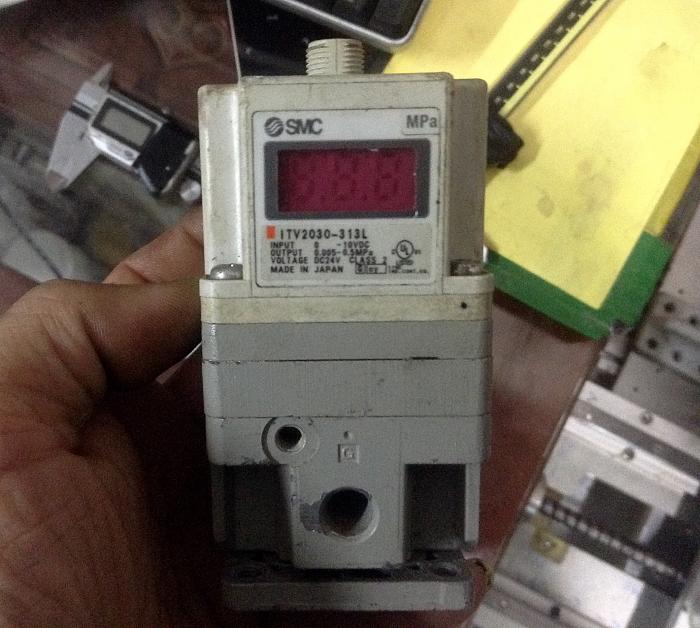 SMC
MPa
ITV2030-313L
INPUT 0 -10VDC
OUTPUT 0.005-0.5MPa
VOLTAGE DC24V CLASS 2
MADE IN JAPAN
UL
G